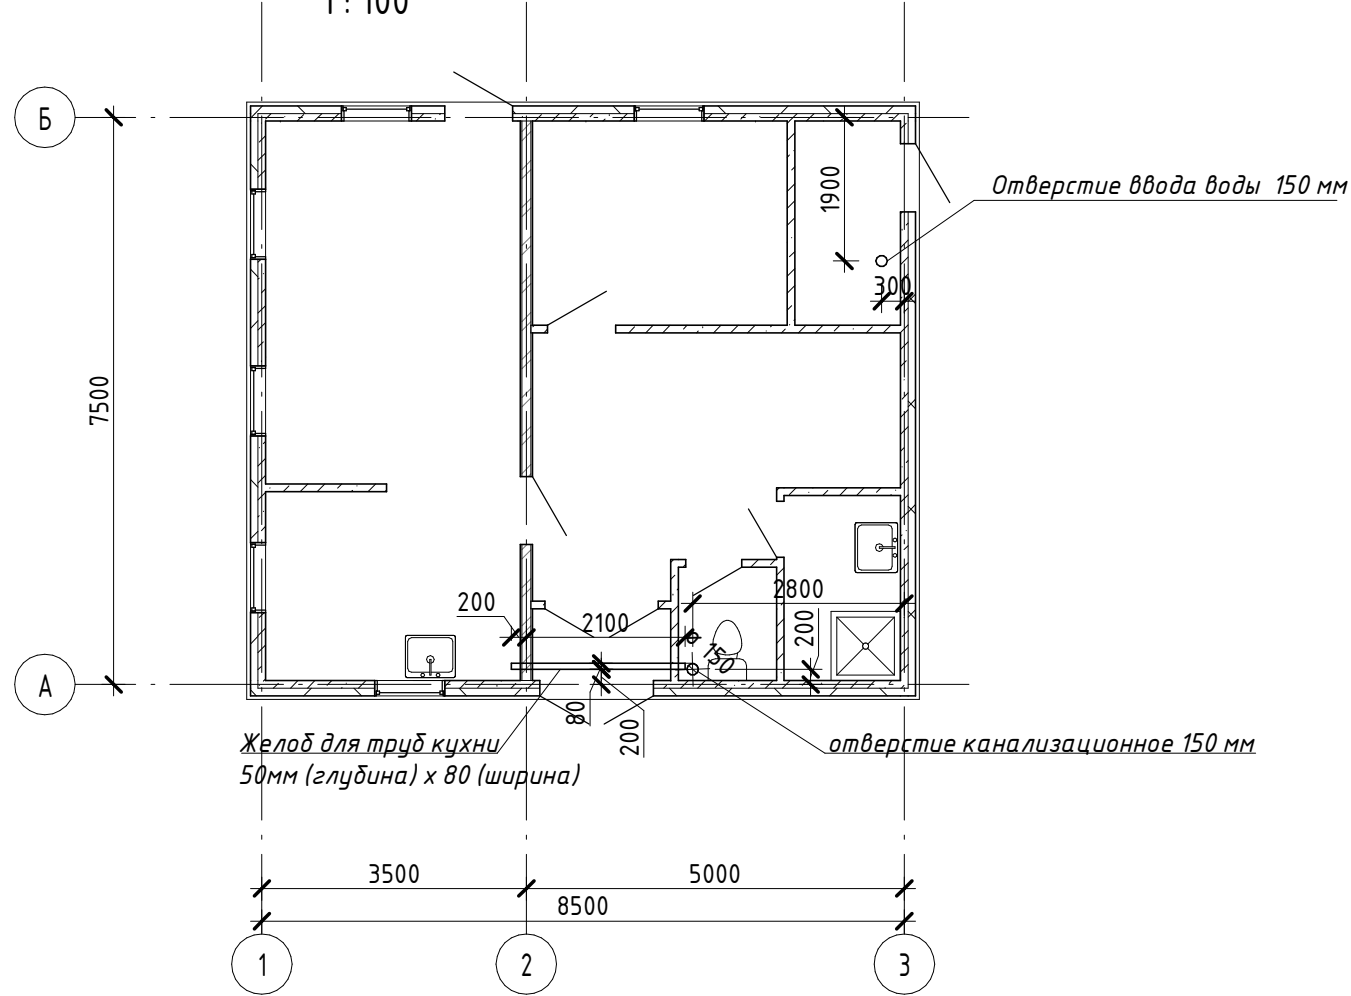 1 : 100
Б
1900
Отверстие ввода воды 150 мм
300
7500
2800
200
2100
200
150
А
80
200
Желоб для труб кухни
50мм (глубина) х 80 (ширина)
отверстие канализационное 150 мм
3500
5000
8500
1
2
3